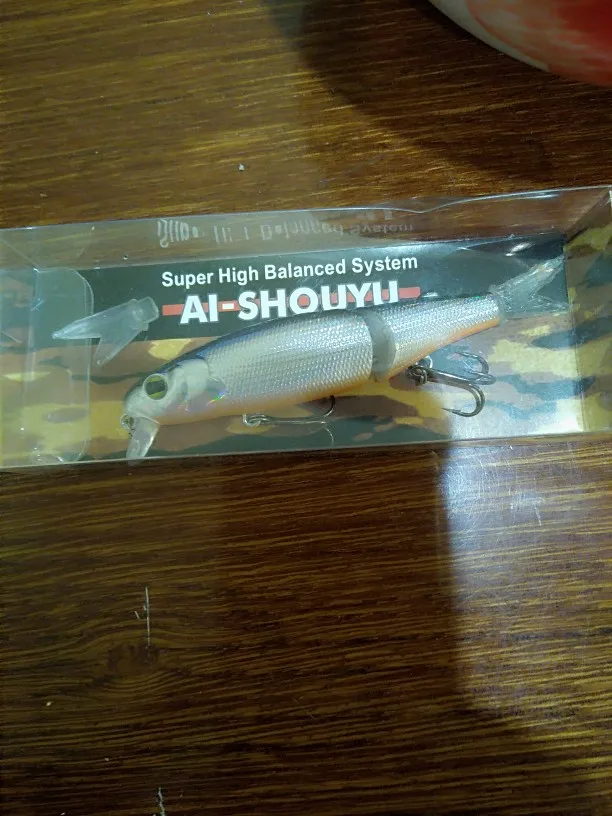 Super High Balanced System
AI-SHOUYU